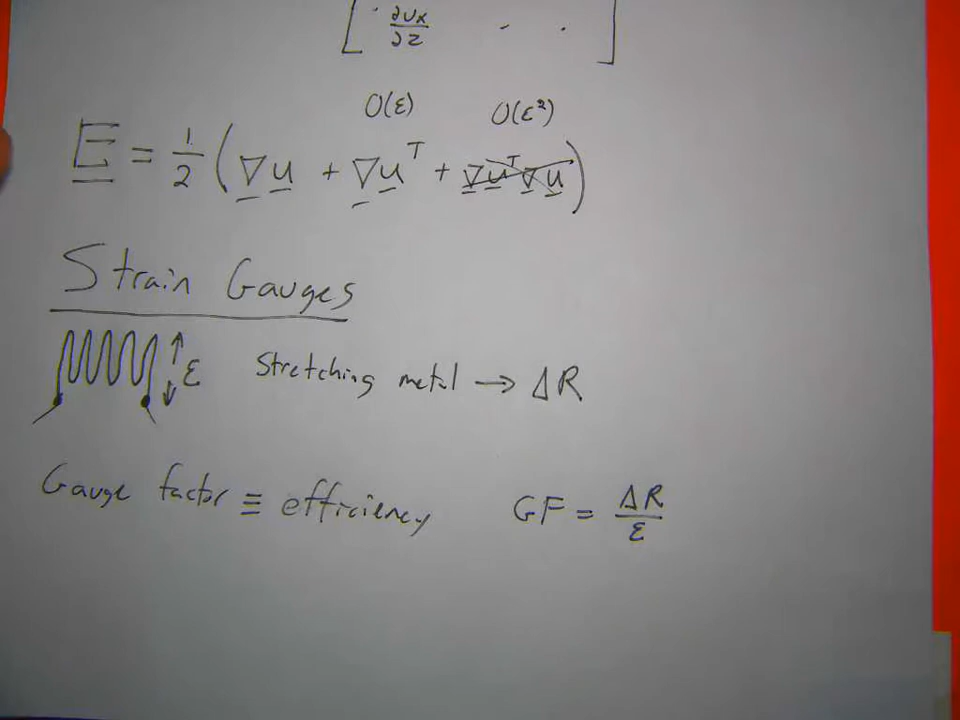 [ · ∂Ux/∂z - · ]
O(ε) O(ε²)
E = 1/2 (∇u + ∇u^T + ∇u^T∇u)
Strain Gauges
ε Stretching metal → ΔR
Gauge factor ≡ efficiency GF = ΔR/ε